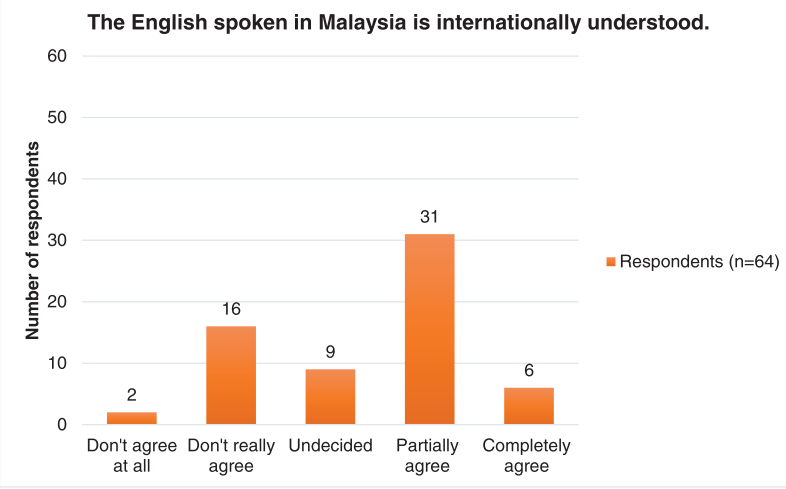 The English spoken in Malaysia is internationally understood.
60
50
40
30
20
10
0
Number of respondents
2
16
9
31
6
Don't agree
at all
Don't really
agree
Undecided
Partially
agree
Completely
agree
Respondents (n=64)